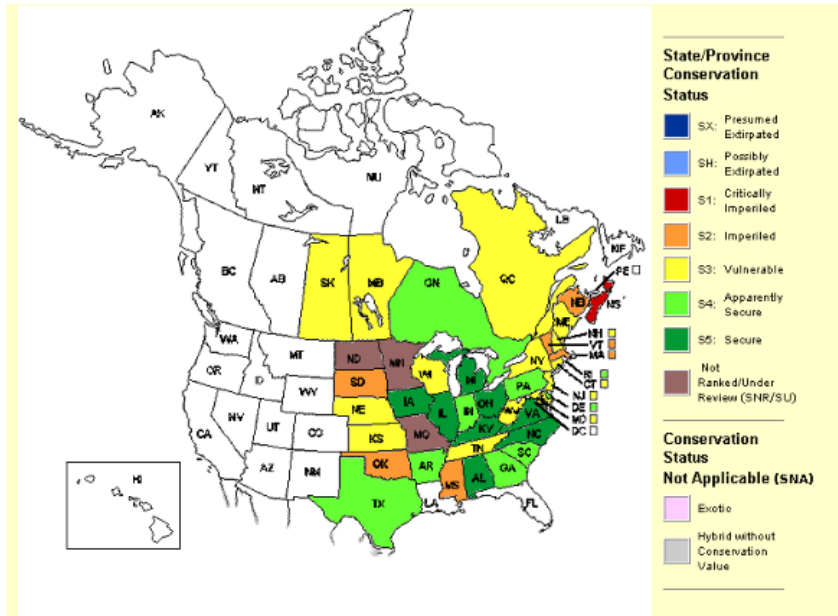 AK
YT
NT
NU
BC
AB
SK
MB
ON
QC
LB
NF
PE
NB
NS
ME
WA
MT
ND
MN
OR
ID
WY
SD
WI
MI
NY
NH
VT
MA
RI
CT
NJ
DE
MD
DC
NV
UT
CO
NE
IA
IL
IN
OH
PA
WV
VA
CA
AZ
NM
KS
MO
KY
NC
TN
OK
AR
SC
TX
LA
MS
AL
GA
FL
HI
State/Province
Conservation
Status
SX: Presumed
Extirpated
SH: Possibly
Extirpated
S1: Critically
Imperiled
S2: Imperiled
S3: Vulnerable
S4: Apparently
Secure
S5: Secure
Not
Ranked/Under
Review (SNR/SU)
Conservation
Status
Not Applicable (SNA)
Exotic
Hybrid without
Conservation
Value